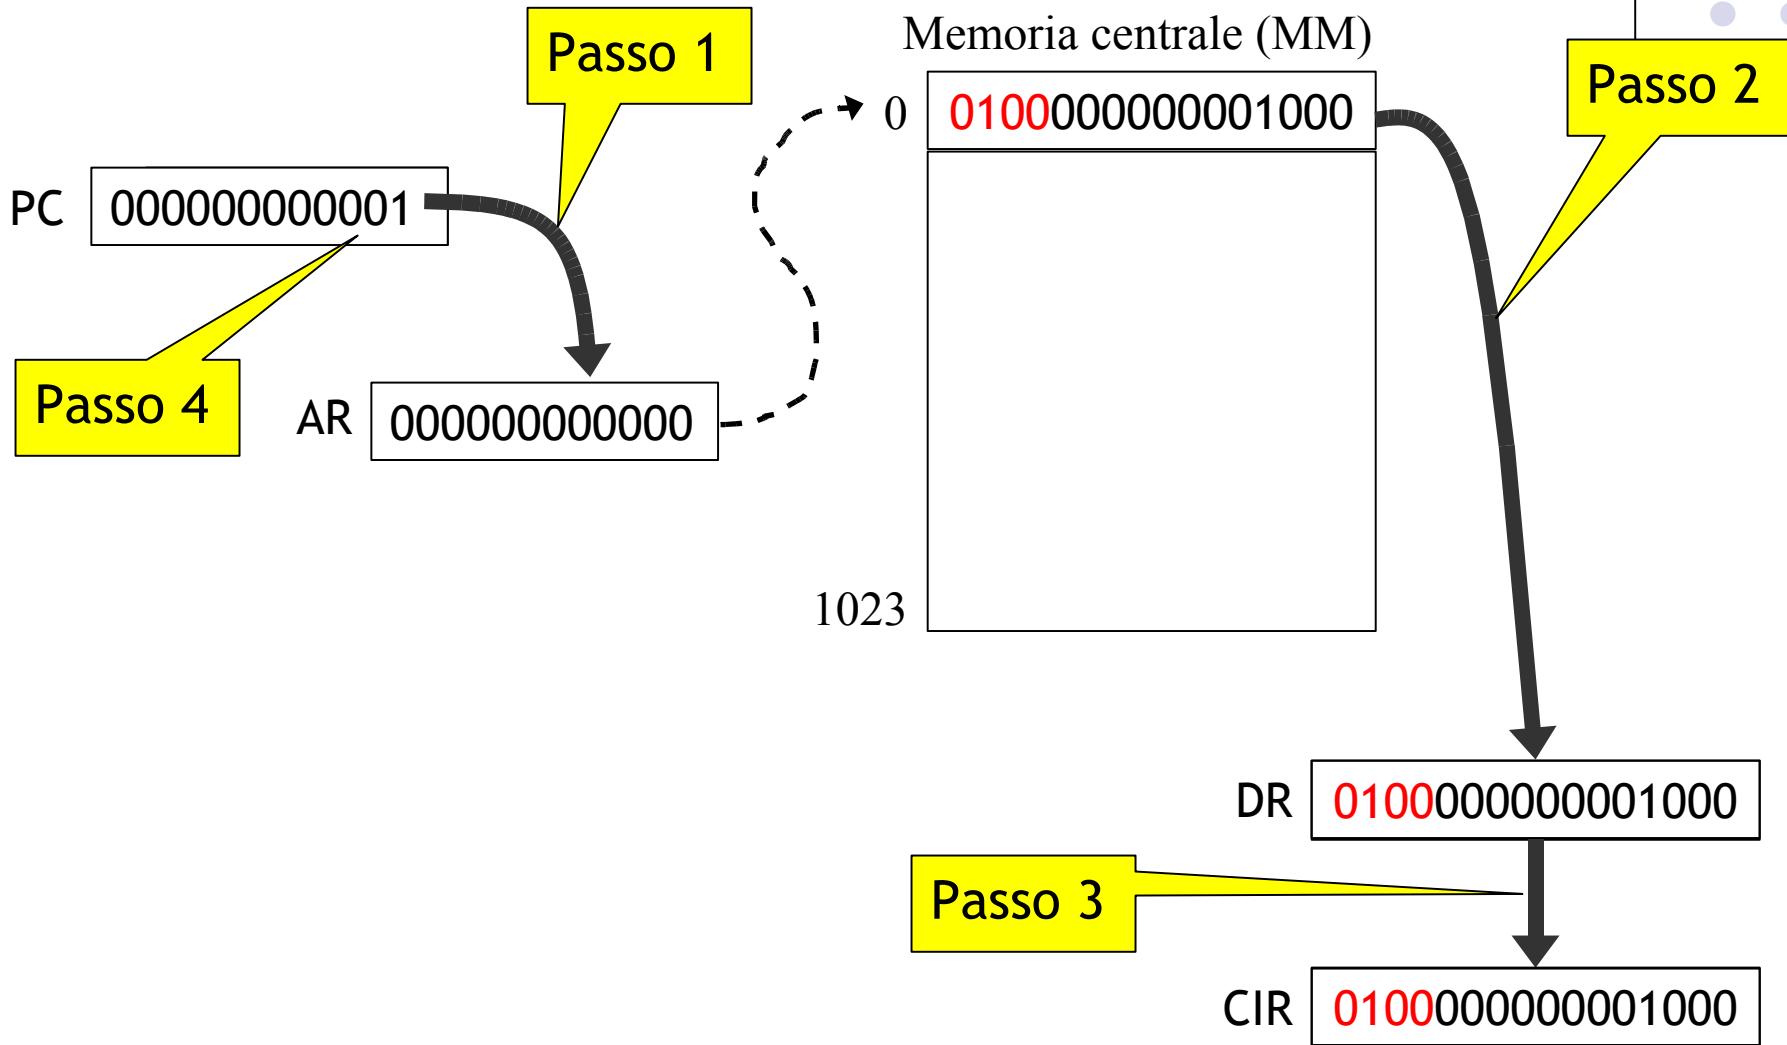 Memoria centrale (MM)
Passo 1
Passo 2
0 0100000000001000
PC 000000000001
Passo 4
AR 000000000000
1023
DR 0100000000001000
Passo 3
CIR 0100000000001000